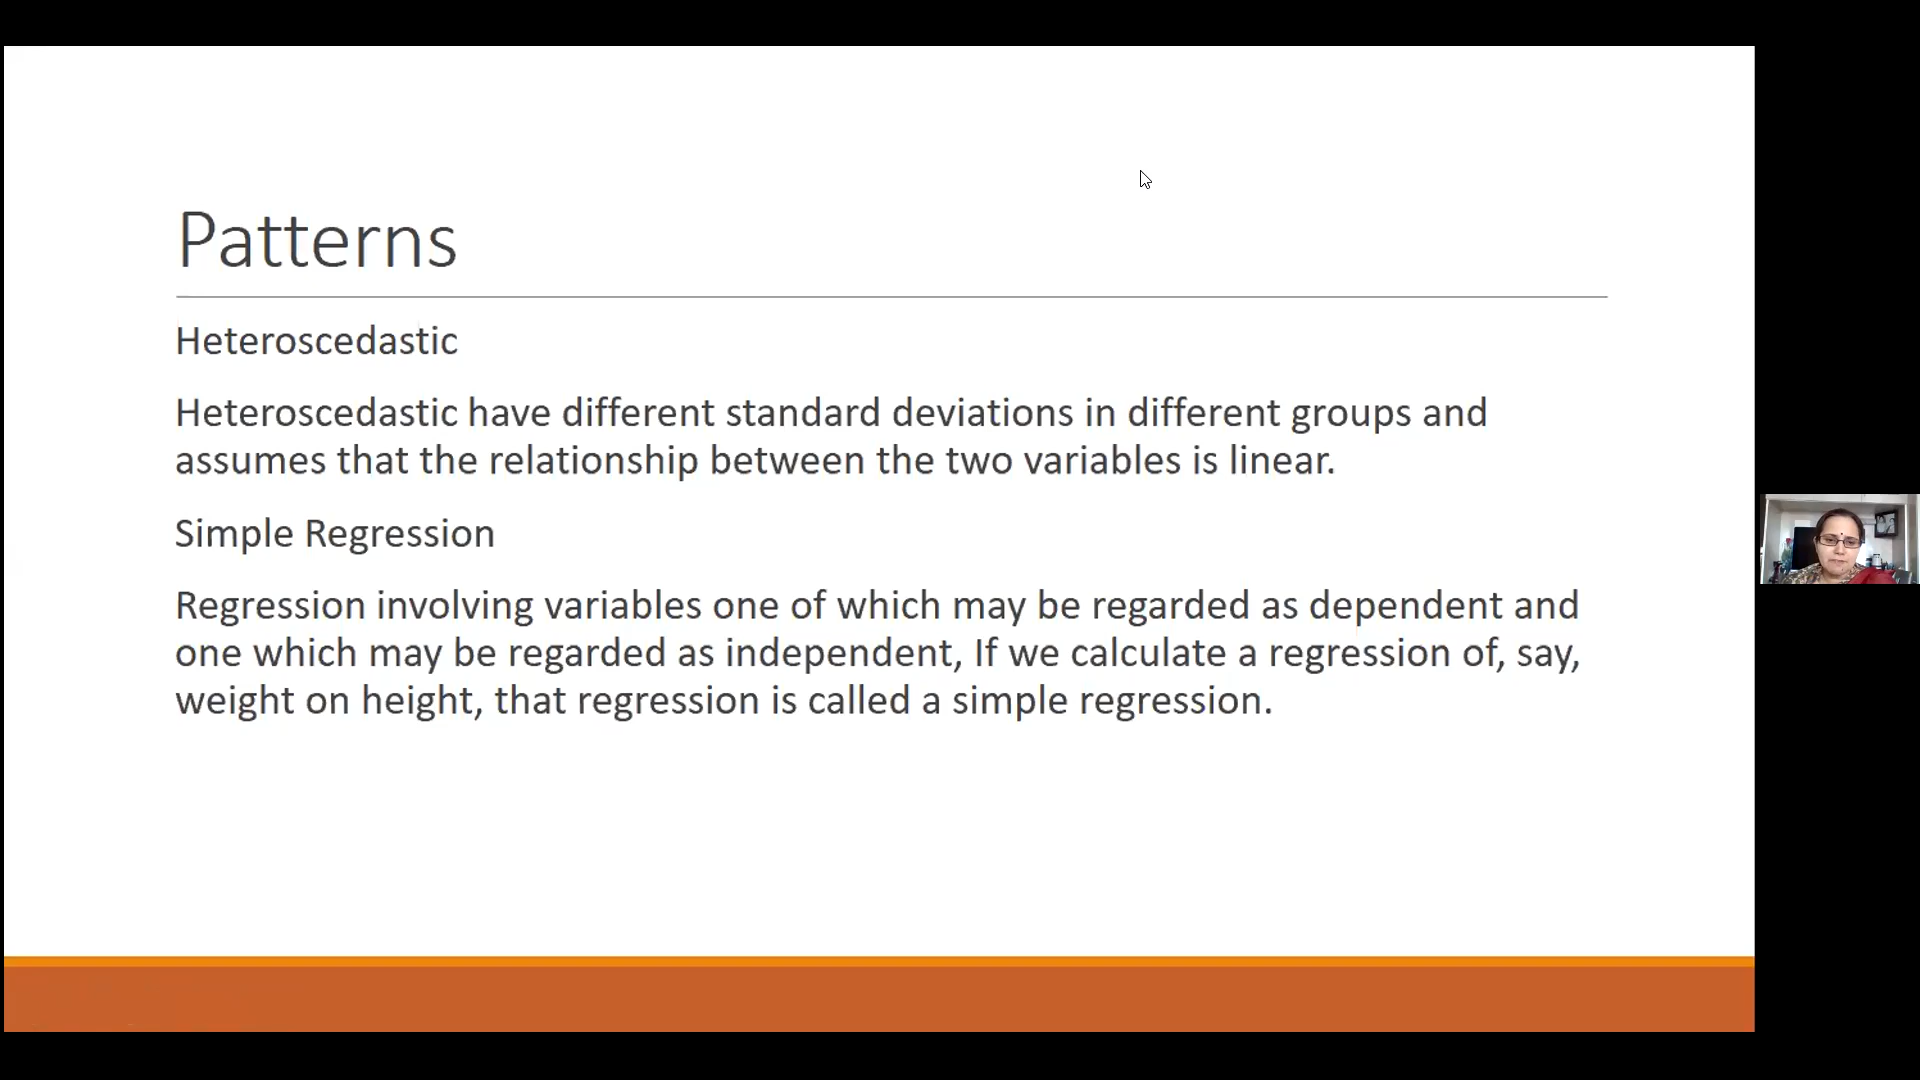 Patterns
Heteroscedastic
Heteroscedastic have different standard deviations in different groups and
assumes that the relationship between the two variables is linear.
Simple Regression
Regression involving variables one of which may be regarded as dependent and
one which may be regarded as independent, If we calculate a regression of, say,
weight on height, that regression is called a simple regression.